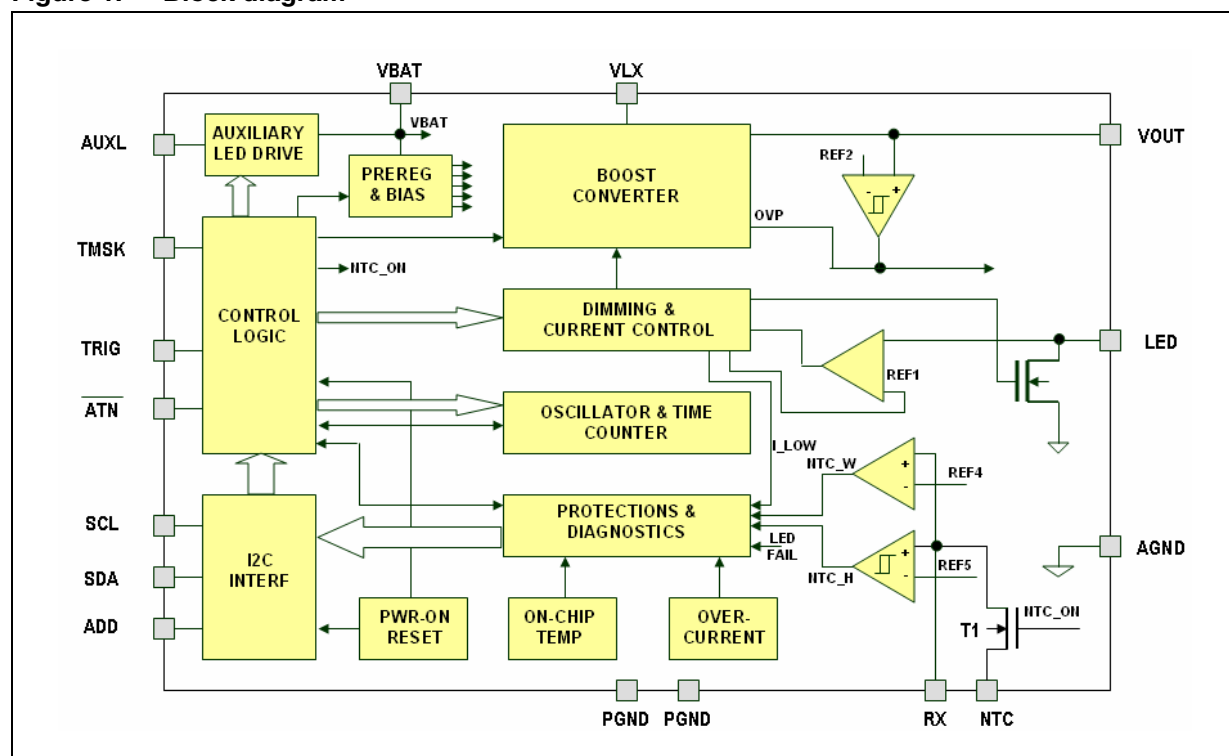 Figure 1. Block diagram
VBAT
VLX
AUXL
AUXILIARY
LED DRIVE
VBAT
PREREG
& BIAS
BOOST
CONVERTER
REF2
- +
VOUT
OVP
TMSK
NTC_ON
CONTROL
LOGIC
DIMMING &
CURRENT CONTROL
TRIG
REF1
LED
ATN
OSCILLATOR & TIME
COUNTER
I_LOW
NTC_W
+
-
REF4
SCL
I2C
INTERF
PROTECTIONS &
DIAGNOSTICS
LED
FAIL
NTC_H
+
-
REF5
AGND
SDA
ADD
PWR-ON
RESET
ON-CHIP
TEMP
OVER-
CURRENT
T1
NTC_ON
PGND
PGND
RX
NTC